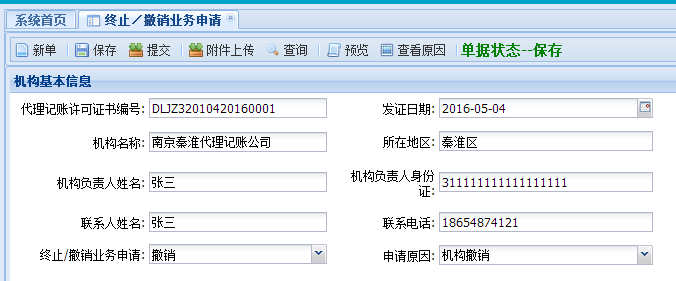 系统首页 终止／撤销业务申请
新单 保存 提交 附件上传 查询 预览 查看原因 单据状态--保存
机构基本信息
代理记账许可证书编号: DLJZ32010420160001 发证日期: 2016-05-04
机构名称: 南京秦淮代理记账公司 所在地区: 秦淮区
机构负责人姓名: 张三 机构负责人身份
证: 311111111111111111
联系人姓名: 张三 联系电话: 18654874121
终止/撤销业务申请: 撤销 申请原因: 机构撤销